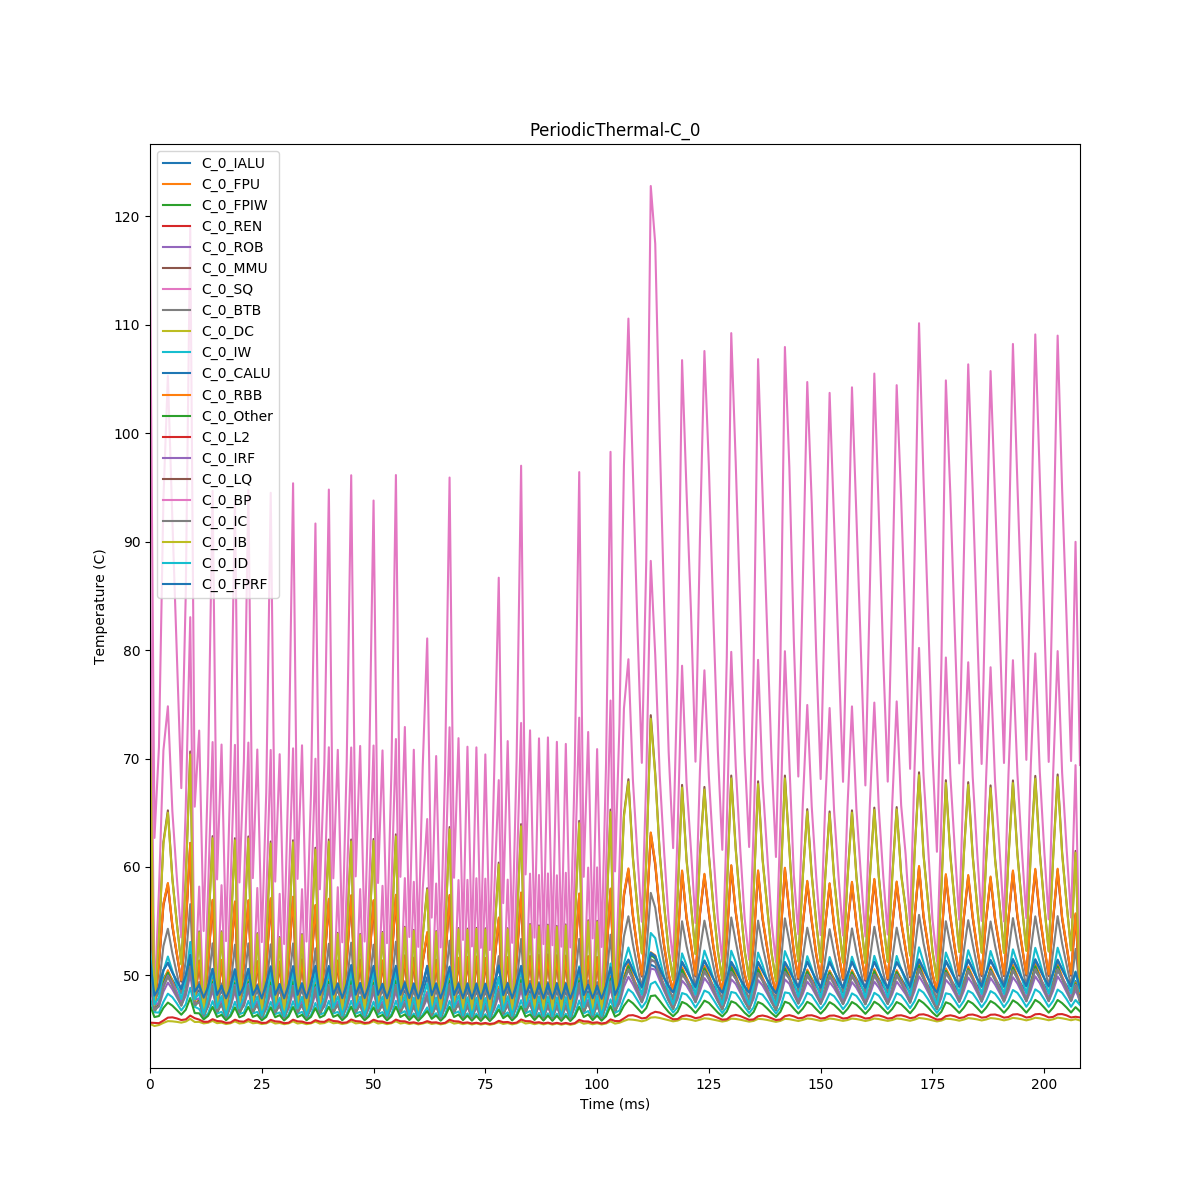 PeriodicThermal-C_0
C_0_IALU
C_0_FPU
C_0_FPIW
C_0_REN
C_0_ROB
C_0_MMU
C_0_SQ
C_0_BTB
C_0_DC
C_0_IW
C_0_CALU
C_0_RBB
C_0_Other
C_0_L2
C_0_IRF
C_0_LQ
C_0_BP
C_0_IC
C_0_IB
C_0_ID
C_0_FPRF
120
110
100
90
80
70
60
50
Temperature (C)
0 25 50 75 100 125 150 175 200
Time (ms)